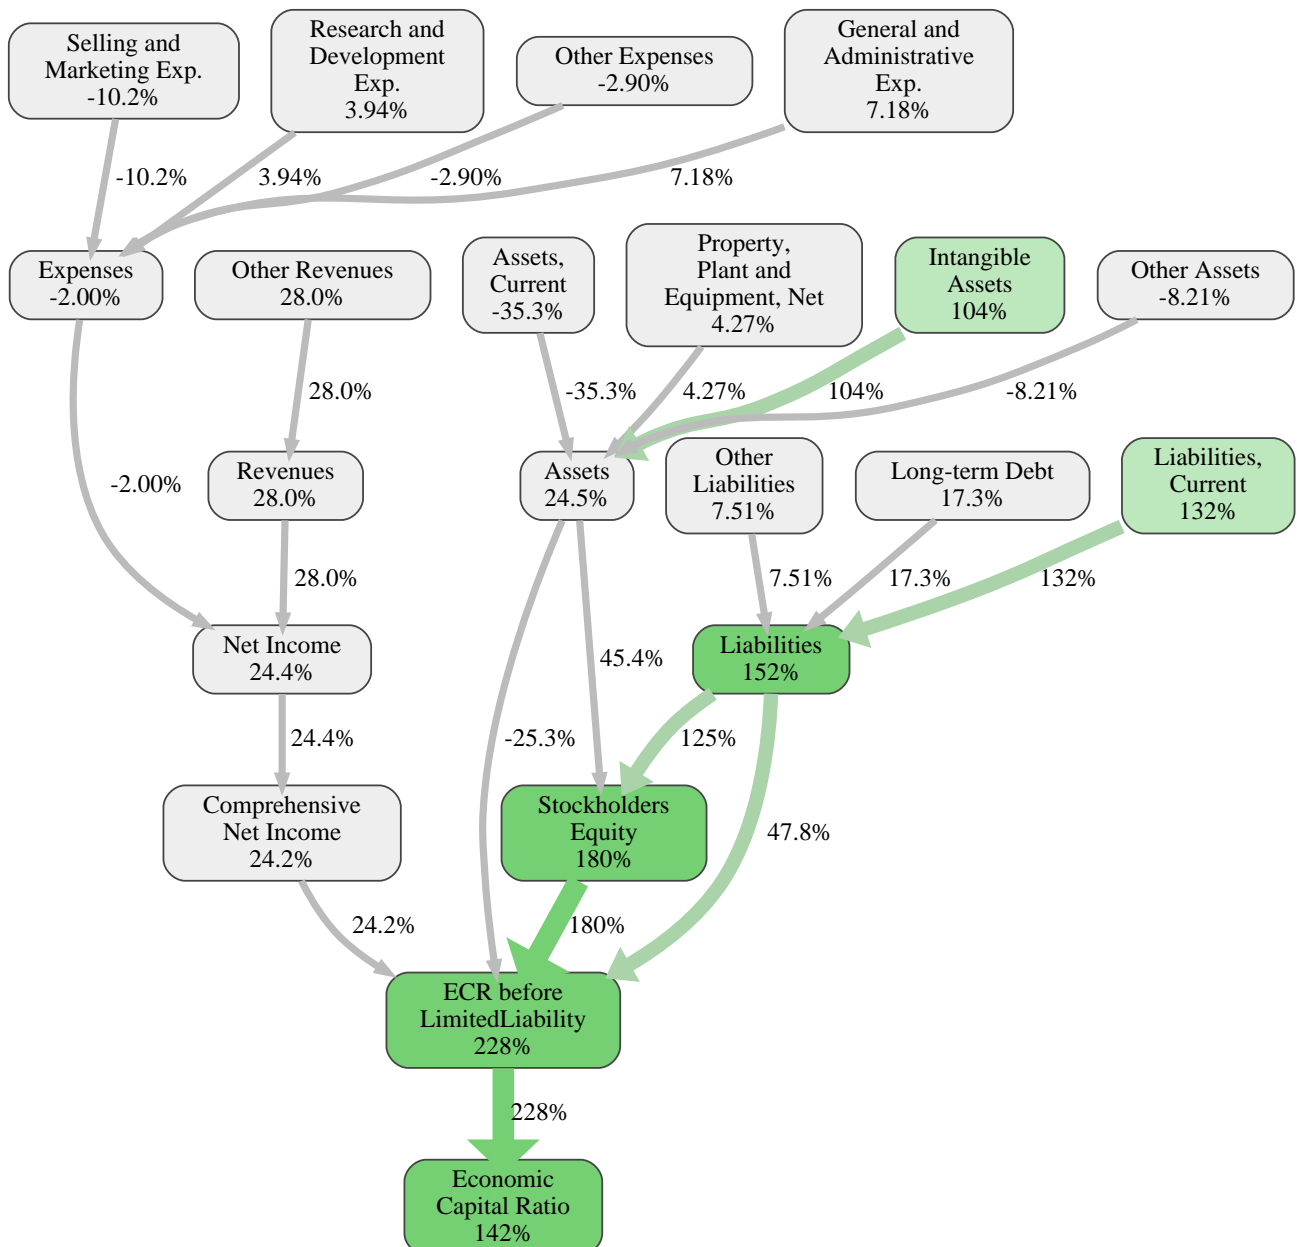 Selling and
Marketing Exp.
-10.2%
Research and
Development
Exp.
3.94%
Other Expenses
-2.90%
General and
Administrative
Exp.
7.18%
-10.2%
3.94%
-2.90%
7.18%
Expenses
-2.00%
Other Revenues
28.0%
Assets,
Current
-35.3%
Property,
Plant and
Equipment, Net
4.27%
Intangible
Assets
104%
Other Assets
-8.21%
28.0%
-35.3%
4.27%
104%
-8.21%
-2.00%
Revenues
28.0%
Assets
24.5%
Other
Liabilities
7.51%
Long-term Debt
17.3%
Liabilities,
Current
132%
28.0%
7.51%
17.3%
132%
Net Income
24.4%
45.4%
Liabilities
152%
24.4%
-25.3%
125%
Comprehensive
Net Income
24.2%
Stockholders
Equity
180%
47.8%
24.2%
180%
ECR before
LimitedLiability
228%
228%
Economic
Capital Ratio
142%